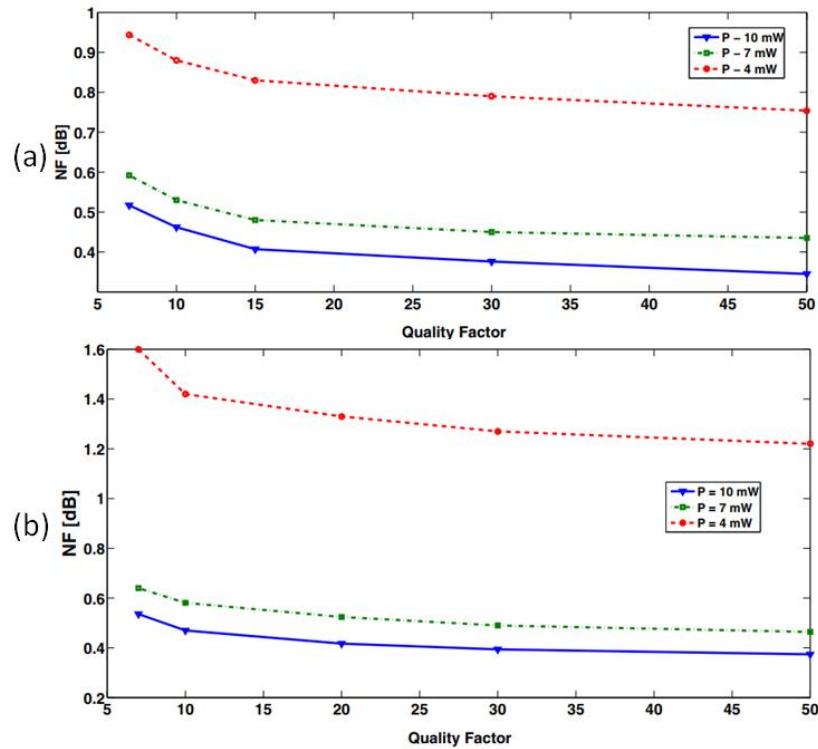 (a)
NF [dB]
1
0.9
0.8
0.7
0.6
0.5
0.4
P – 10 mW
P – 7 mW
P – 4 mW
5 10 15 20 25 30 35 40 45 50
Quality Factor
(b)
NF [dB]
1.6
1.4
1.2
1
0.8
0.6
0.4
0.2
P = 10 mW
P = 7 mW
P = 4 mW
5 10 15 20 25 30 35 40 45 50
Quality Factor